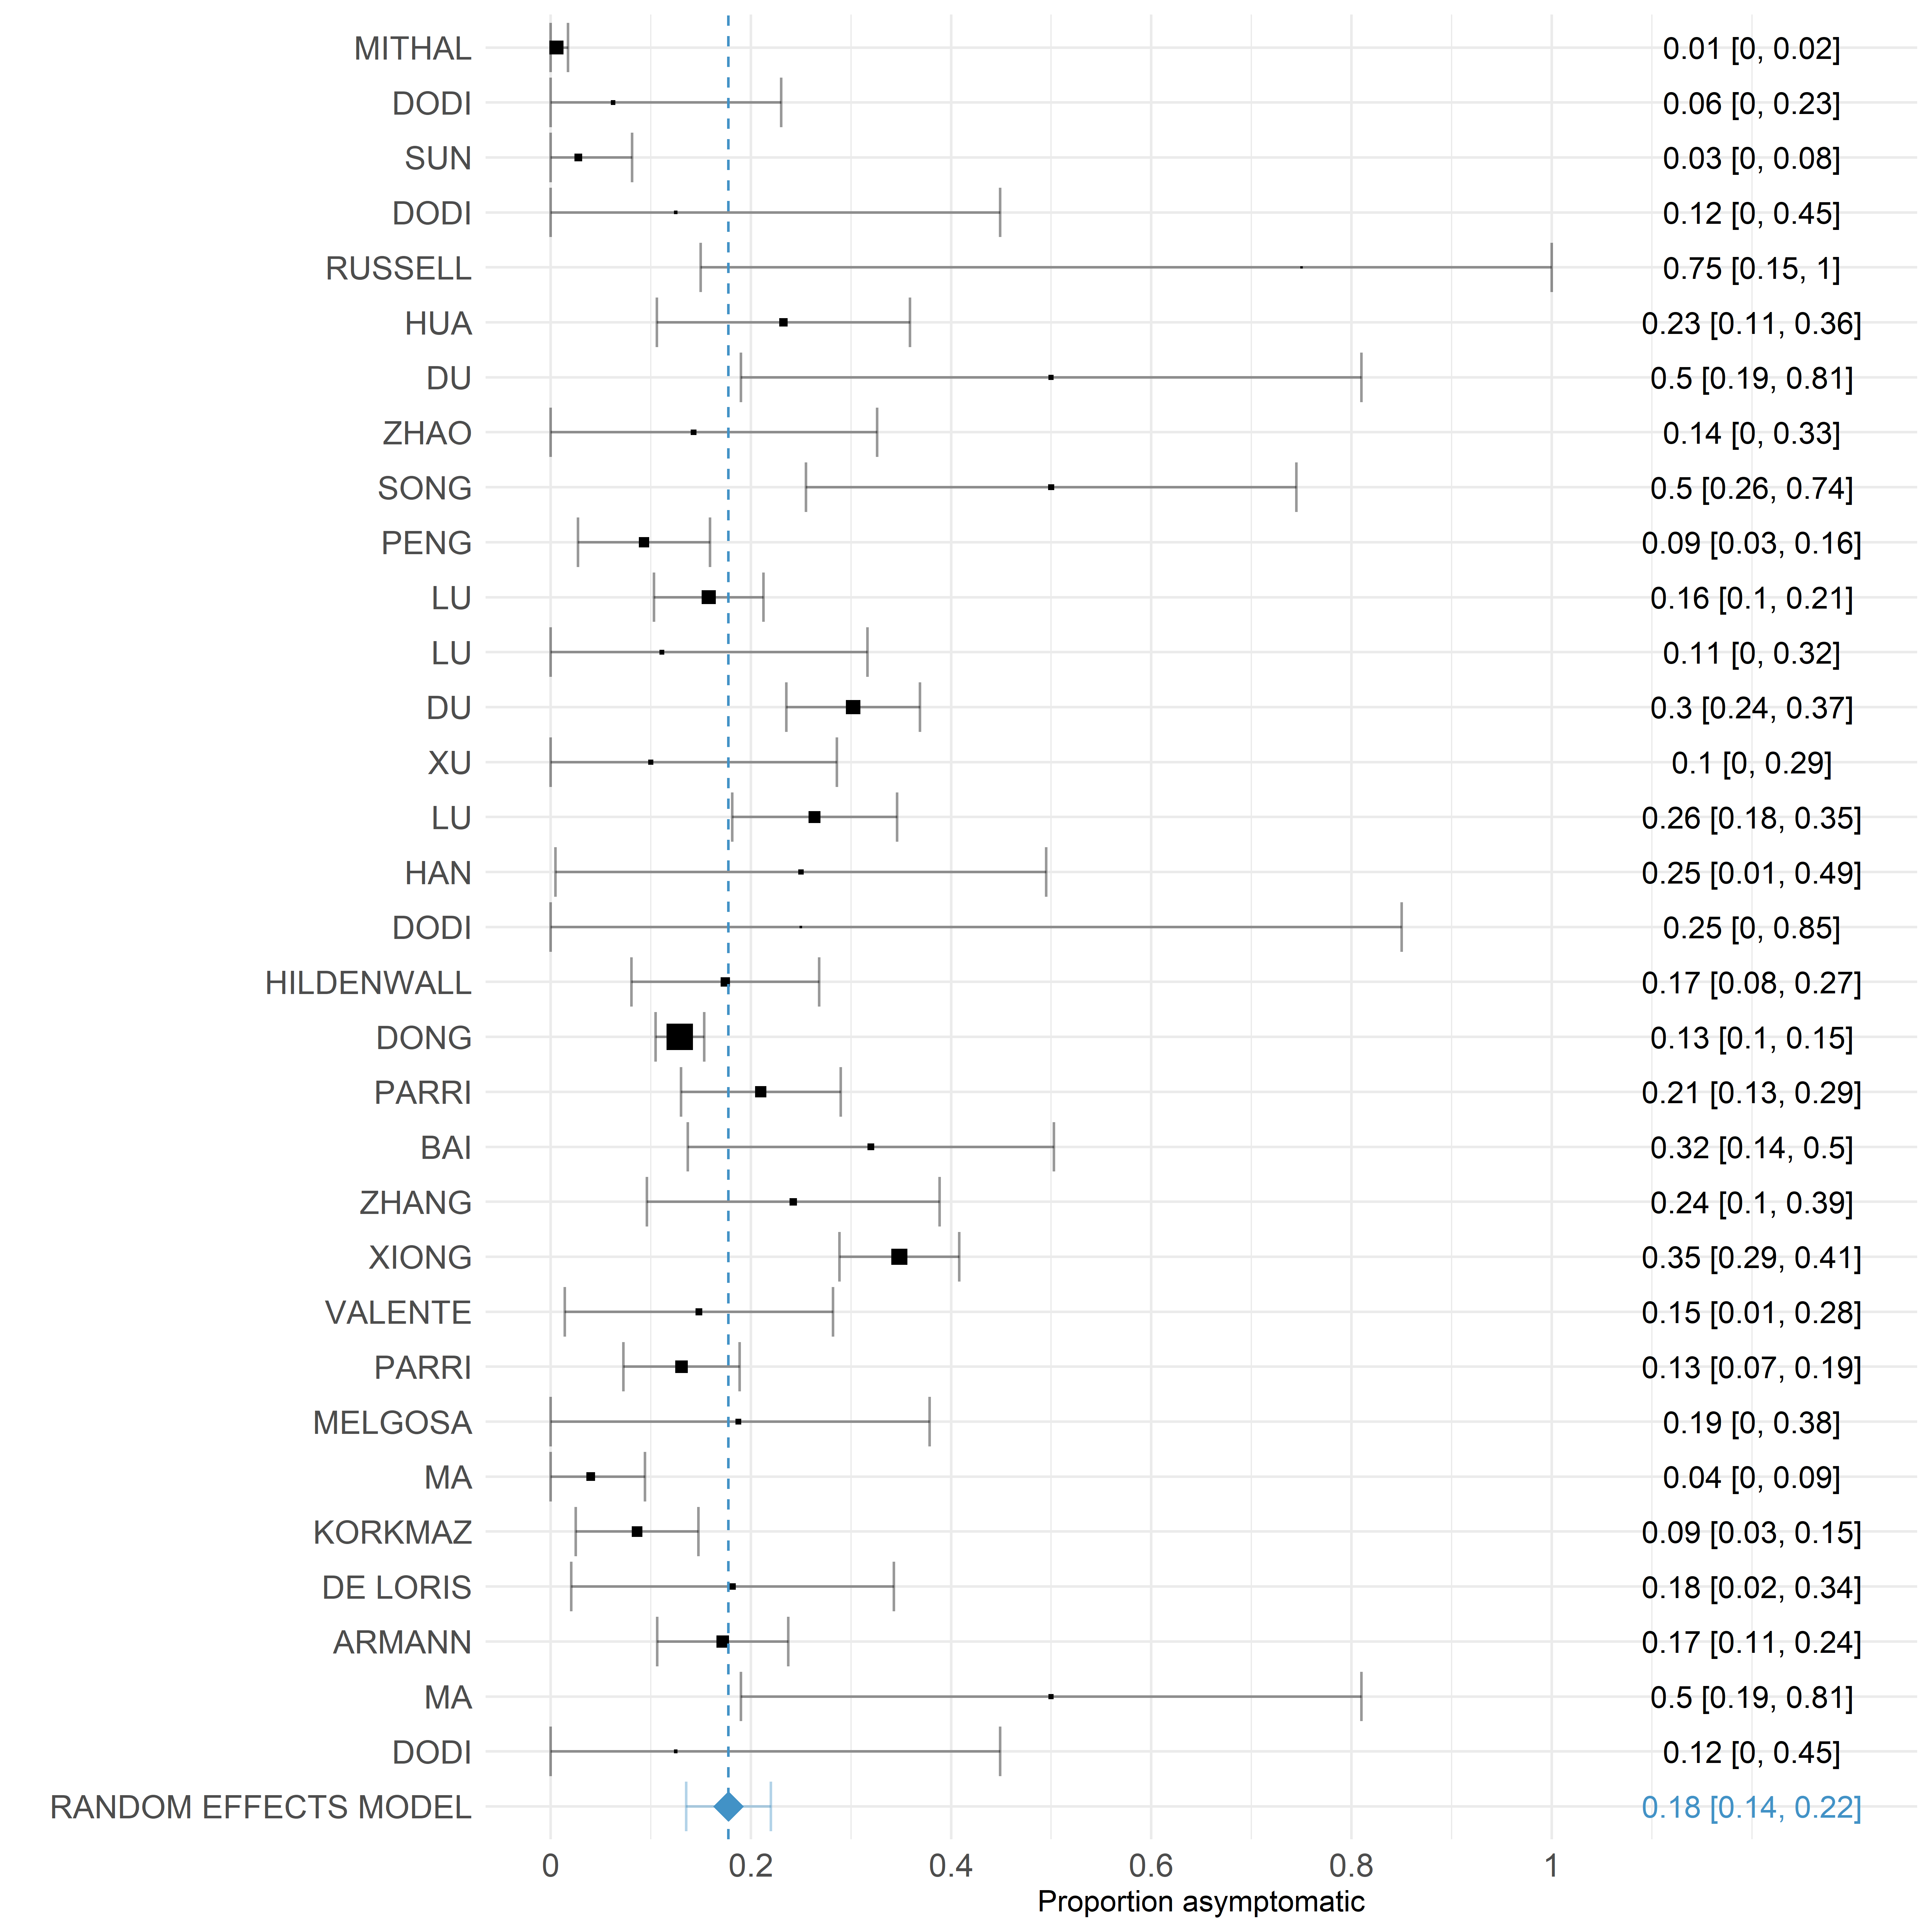 MITHAL 0.01 [0, 0.02]
DODI 0.06 [0, 0.23]
SUN 0.03 [0, 0.08]
DODI 0.12 [0, 0.45]
RUSSELL 0.75 [0.15, 1]
HUA 0.23 [0.11, 0.36]
DU 0.5 [0.19, 0.81]
ZHAO 0.14 [0, 0.33]
SONG 0.5 [0.26, 0.74]
PENG 0.09 [0.03, 0.16]
LU 0.16 [0.1, 0.21]
LU 0.11 [0, 0.32]
DU 0.3 [0.24, 0.37]
XU 0.1 [0, 0.29]
LU 0.26 [0.18, 0.35]
HAN 0.25 [0.01, 0.49]
DODI 0.25 [0, 0.85]
HILDENWALL 0.17 [0.08, 0.27]
DONG 0.13 [0.1, 0.15]
PARRI 0.21 [0.13, 0.29]
BAI 0.32 [0.14, 0.5]
ZHANG 0.24 [0.1, 0.39]
XIONG 0.35 [0.29, 0.41]
VALENTE 0.15 [0.01, 0.28]
PARRI 0.13 [0.07, 0.19]
MELGOSA 0.19 [0, 0.38]
MA 0.04 [0, 0.09]
KORKMAZ 0.09 [0.03, 0.15]
DE LORIS 0.18 [0.02, 0.34]
ARMANN 0.17 [0.11, 0.24]
MA 0.5 [0.19, 0.81]
DODI 0.12 [0, 0.45]
RANDOM EFFECTS MODEL 0.18 [0.14, 0.22]
0 0.2 0.4 0.6 0.8 1
Proportion asymptomatic